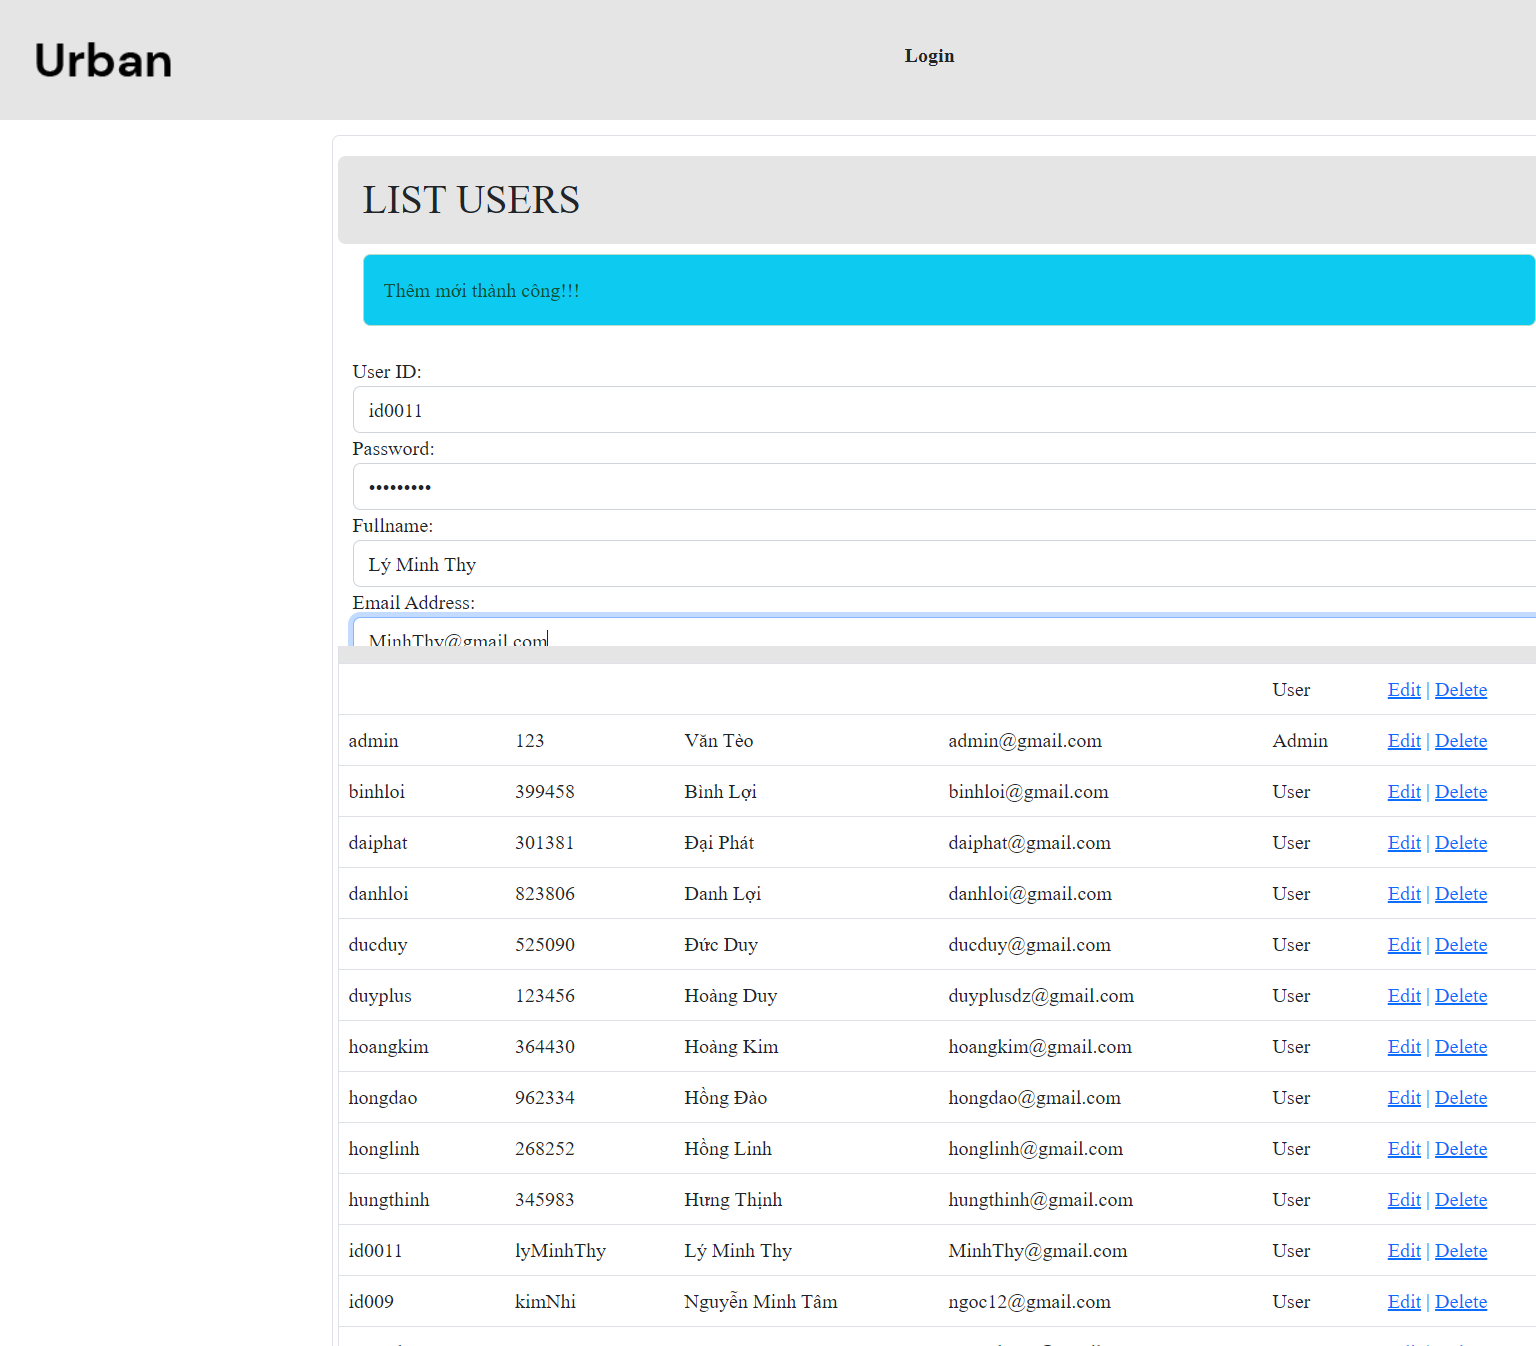 Urban
Login
LIST USERS
Thêm mới thành công!!!
User ID:
id0011
Password:
•••••••••
Fullname:
Lý Minh Thy
Email Address:
MinhThy@gmail.com
User Edit | Delete
admin 123 Văn Tèo admin@gmail.com Admin Edit | Delete
binhloi 399458 Bình Lợi binhloi@gmail.com User Edit | Delete
daiphat 301381 Đại Phát daiphat@gmail.com User Edit | Delete
danhloi 823806 Danh Lợi danhloi@gmail.com User Edit | Delete
ducduy 525090 Đức Duy ducduy@gmail.com User Edit | Delete
duyplus 123456 Hoàng Duy duyplusdz@gmail.com User Edit | Delete
hoangkim 364430 Hoàng Kim hoangkim@gmail.com User Edit | Delete
hongdao 962334 Hồng Đào hongdao@gmail.com User Edit | Delete
honglinh 268252 Hồng Linh honglinh@gmail.com User Edit | Delete
hungthinh 345983 Hưng Thịnh hungthinh@gmail.com User Edit | Delete
id0011 lyMinhThy Lý Minh Thy MinhThy@gmail.com User Edit | Delete
id009 kimNhi Nguyễn Minh Tâm ngoc12@gmail.com User Edit | Delete